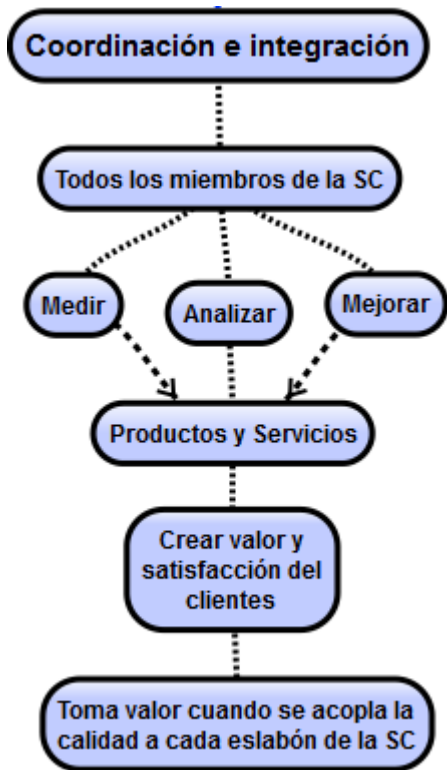 Coordinación e integración
Todos los miembros de la SC
Medir
Analizar
Mejorar
Productos y Servicios
Crear valor y
satisfacción del
clientes
Toma valor cuando se acopla la
calidad a cada eslabón de la SC